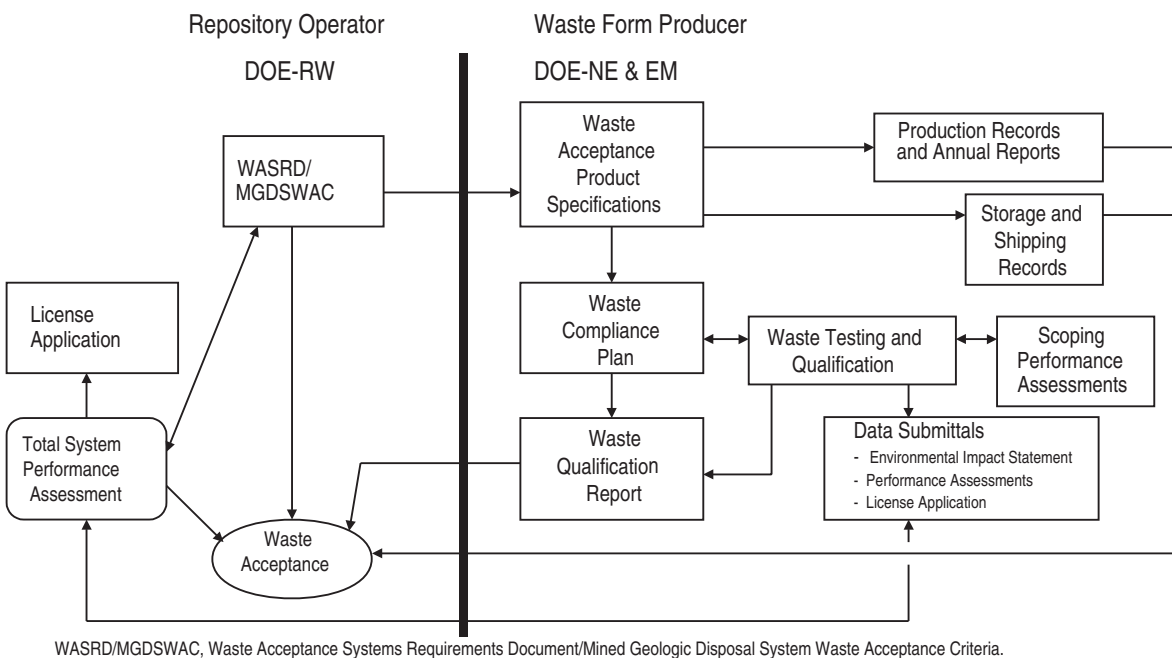 Repository Operator
Waste Form Producer
DOE-RW
DOE-NE & EM
WASRD/
MGDSWAC
Waste
Acceptance
Product
Specifications
Production Records
and Annual Reports
Storage and
Shipping
Records
License
Application
Waste
Compliance
Plan
Waste Testing and
Qualification
Scoping
Performance
Assessments
Total System
Performance
Assessment
Waste
Qualification
Report
Data Submittals
- Environmental Impact Statement
- Performance Assessments
- License Application
Waste
Acceptance
WASRD/MGDSWAC, Waste Acceptance Systems Requirements Document/Mined Geologic Disposal System Waste Acceptance Criteria.